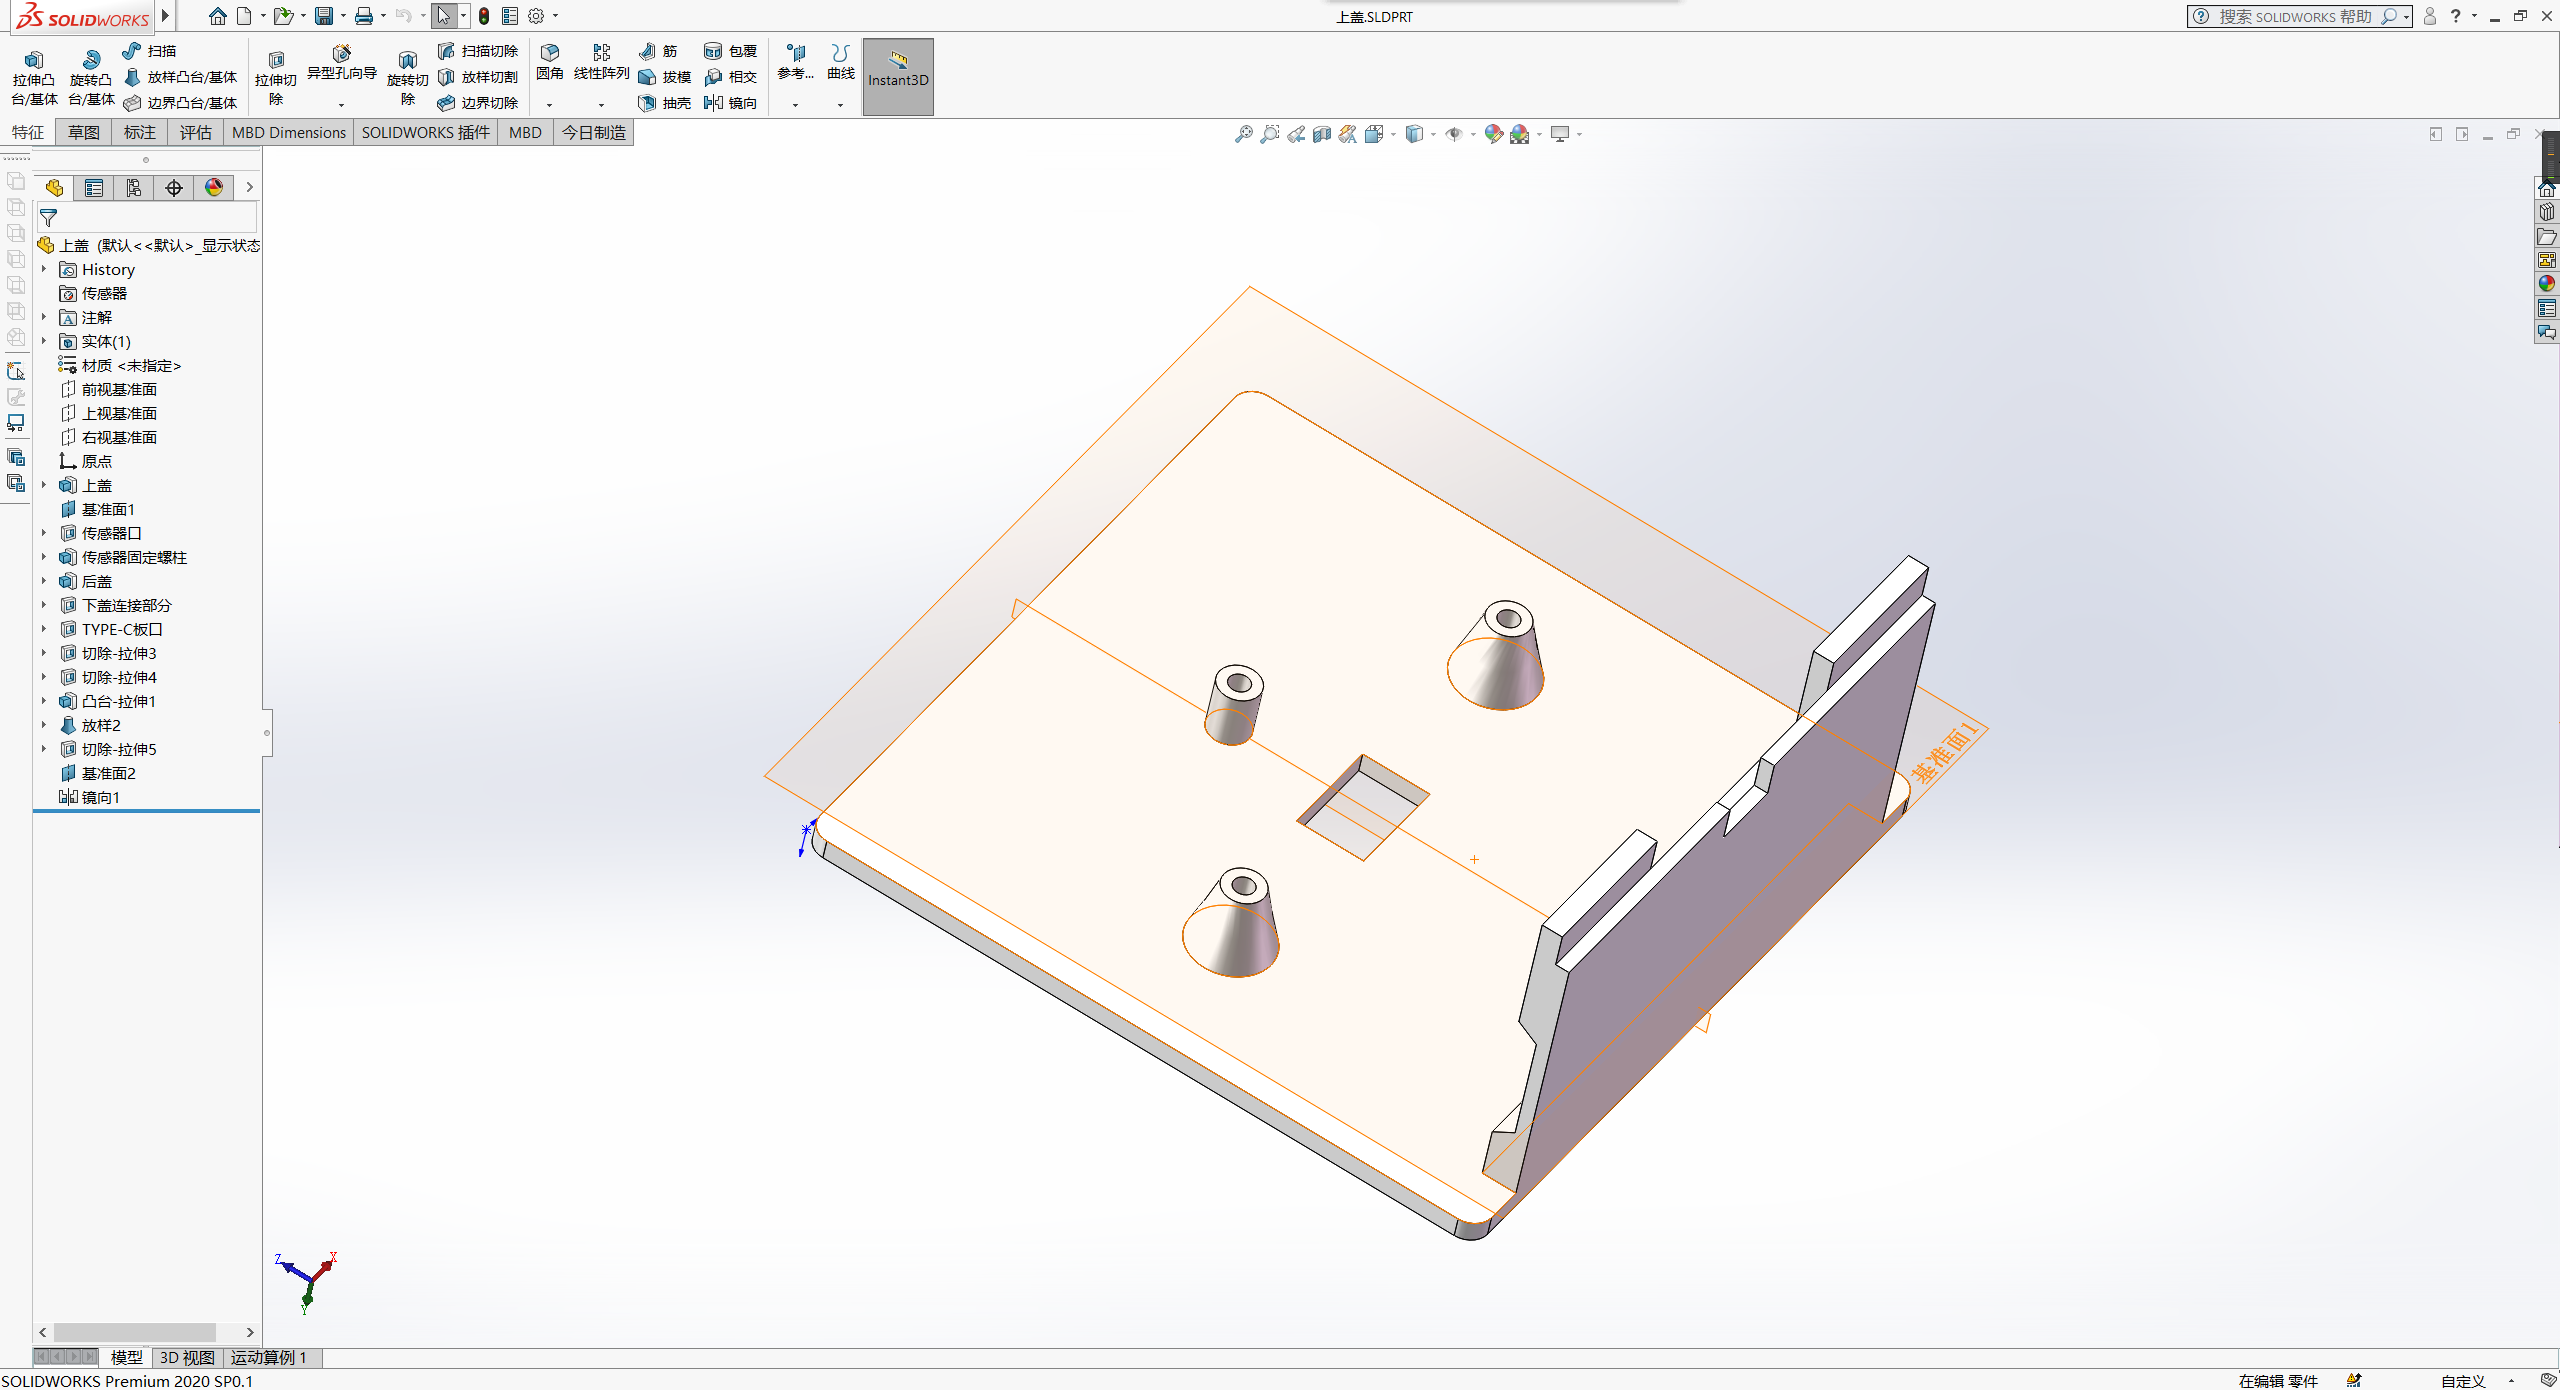 SOLIDWORKS
上盖.SLDPRT
搜索 SOLIDWORKS 帮助
拉伸凸台/基体
旋转凸台/基体
扫描
放样凸台/基体
边界凸台/基体
拉伸切除
异型孔向导
旋转切除
扫描切除
放样切割
边界切除
圆角
线性阵列
筋
拔模
抽壳
包覆
相交
镜向
参考...
曲线
Instant3D
特征
草图
标注
评估
MBD Dimensions
SOLIDWORKS 插件
MBD
今日制造
上盖 (默认<<默认>_显示状态
History
传感器
注解
实体(1)
材质 <未指定>
前视基准面
上视基准面
右视基准面
原点
上盖
基准面1
传感器口
传感器固定螺柱
后盖
下盖连接部分
TYPE-C板口
切除-拉伸3
切除-拉伸4
凸台-拉伸1
放样2
切除-拉伸5
基准面2
镜向1
基准面1
Z
X
Y
模型
3D 视图
运动算例 1
SOLIDWORKS Premium 2020 SP0.1
在编辑 零件
自定义